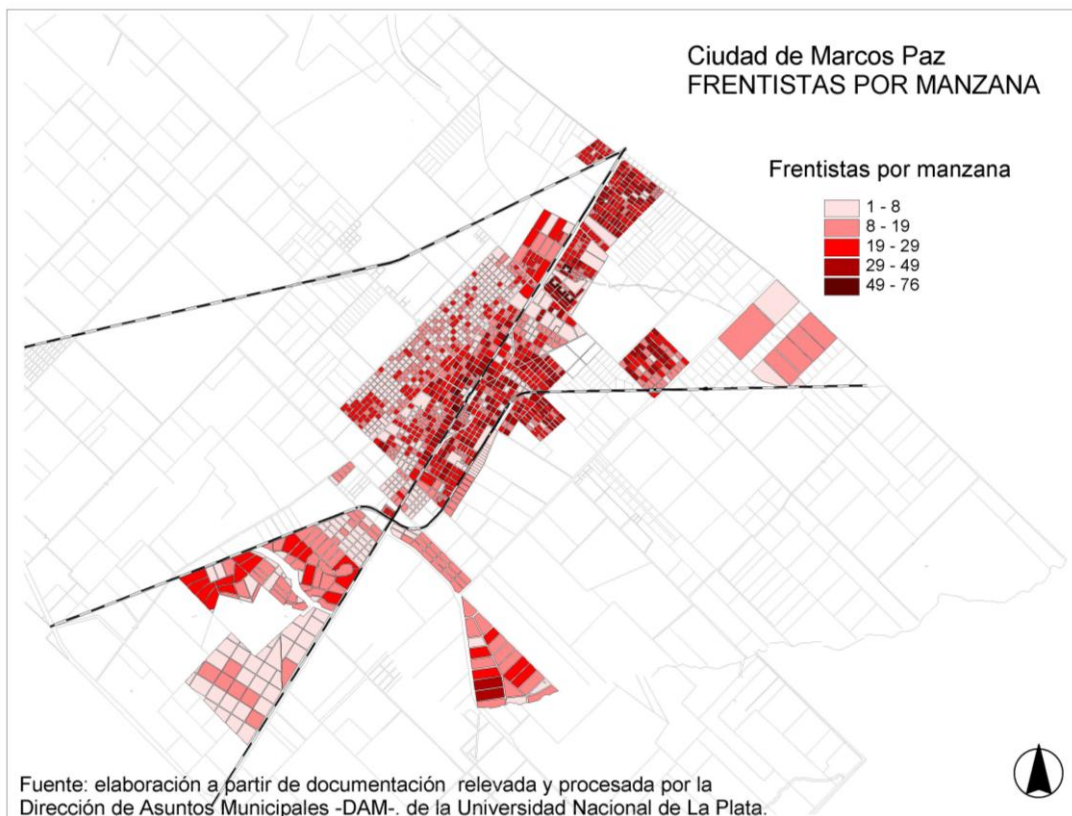 Ciudad de Marcos Paz
FRENTISTAS POR MANZANA
Frentistas por manzana
1 - 8
8 - 19
19 - 29
29 - 49
49 - 76
Fuente: elaboración a partir de documentación relevada y procesada por la
Dirección de Asuntos Municipales -DAM-. de la Universidad Nacional de La Plata.